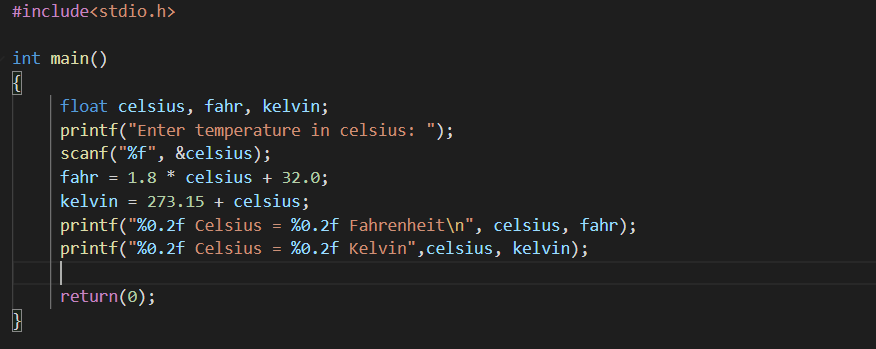 #include<stdio.h>
int main()
{
float celsius, fahr, kelvin;
printf("Enter temperature in celsius: ");
scanf("%f", &celsius);
fahr = 1.8 * celsius + 32.0;
kelvin = 273.15 + celsius;
printf("%0.2f Celsius = %0.2f Fahrenheit\n", celsius, fahr);
printf("%0.2f Celsius = %0.2f Kelvin",celsius, kelvin);
return(0);
}